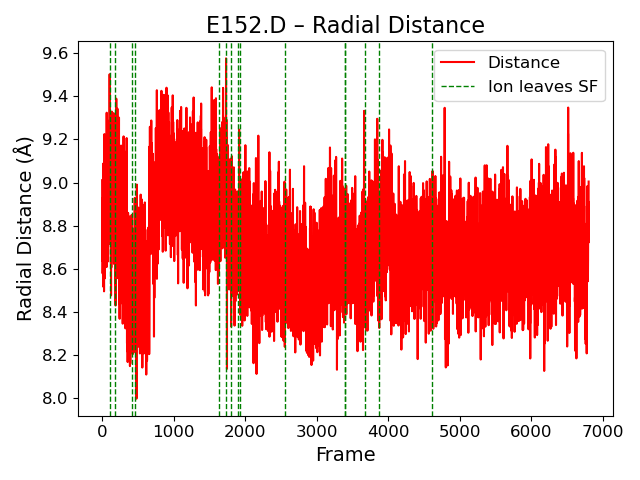 E152.D – Radial Distance
Radial Distance (Å)
9.6
9.4
9.2
9.0
8.8
8.6
8.4
8.2
8.0
Distance
Ion leaves SF
0 1000 2000 3000 4000 5000 6000 7000
Frame